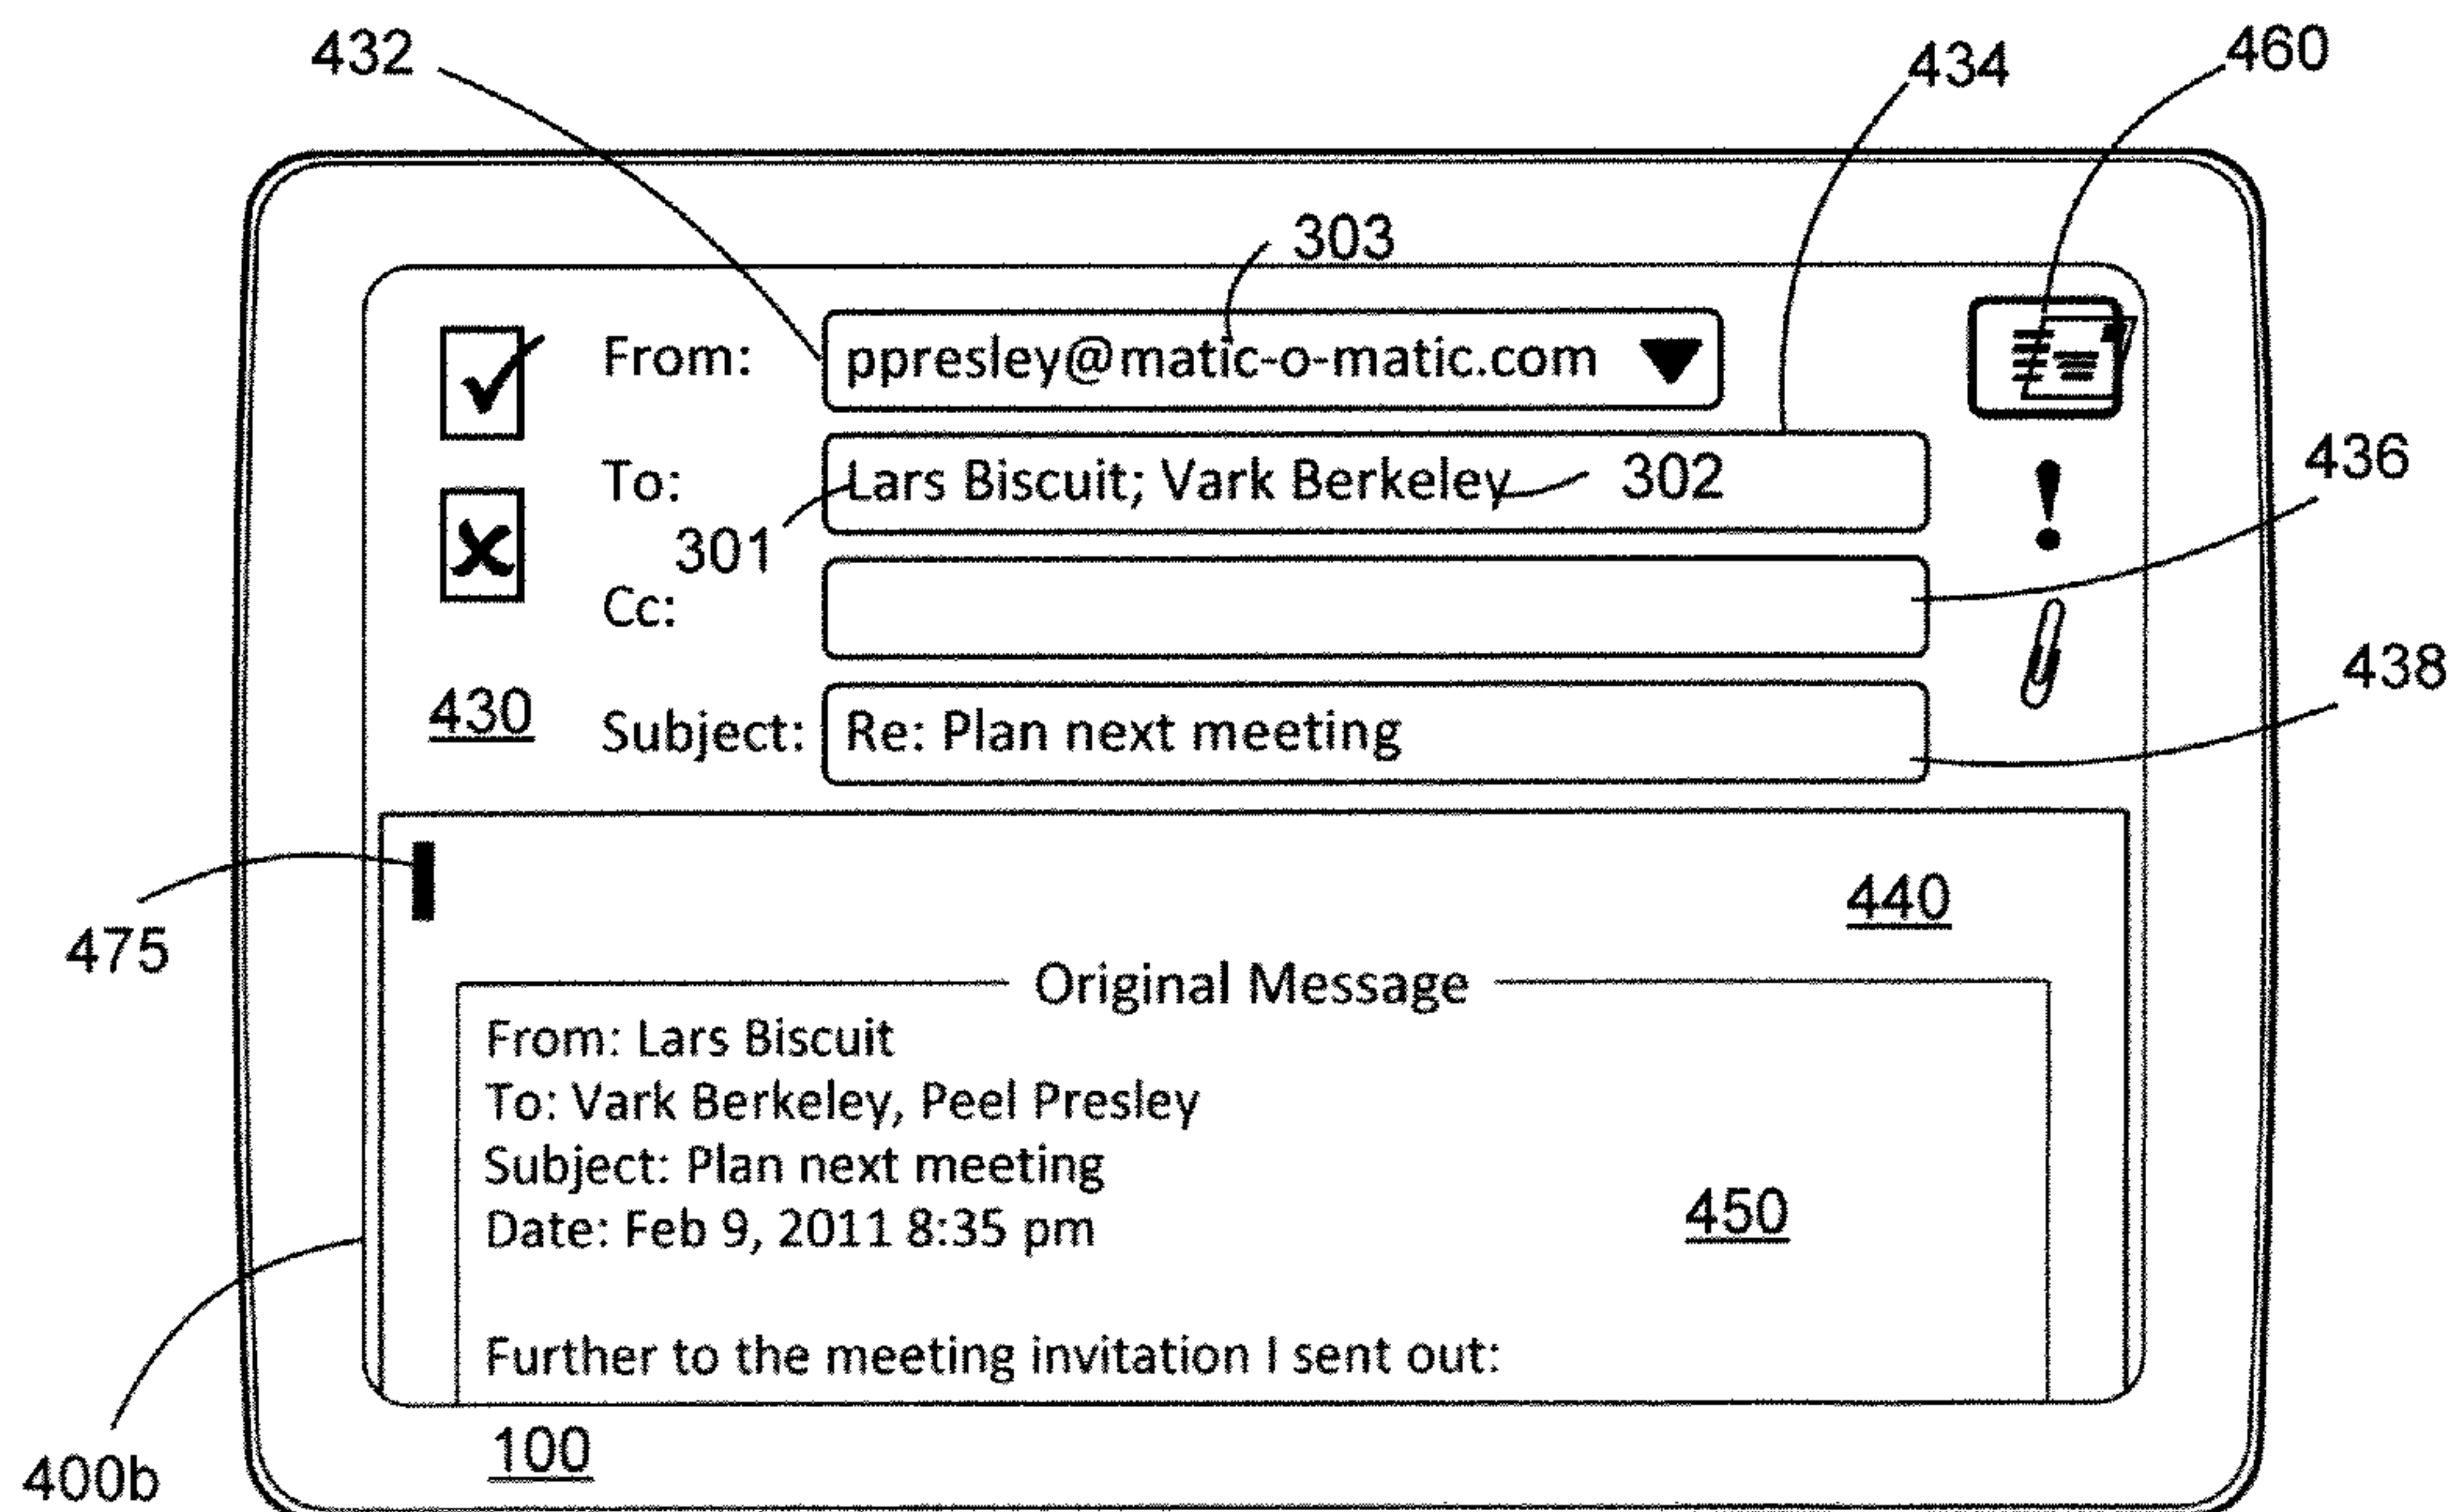 432
434
460
303
From: ppresley@matic-o-matic.com
To: Lars Biscuit; Vark Berkeley 302
436
301
Cc:
438
430
Subject: Re: Plan next meeting
475
440
Original Message
From: Lars Biscuit
To: Vark Berkeley, Peel Presley
Subject: Plan next meeting
Date: Feb 9, 2011 8:35 pm
450
Further to the meeting invitation I sent out:
100
400b